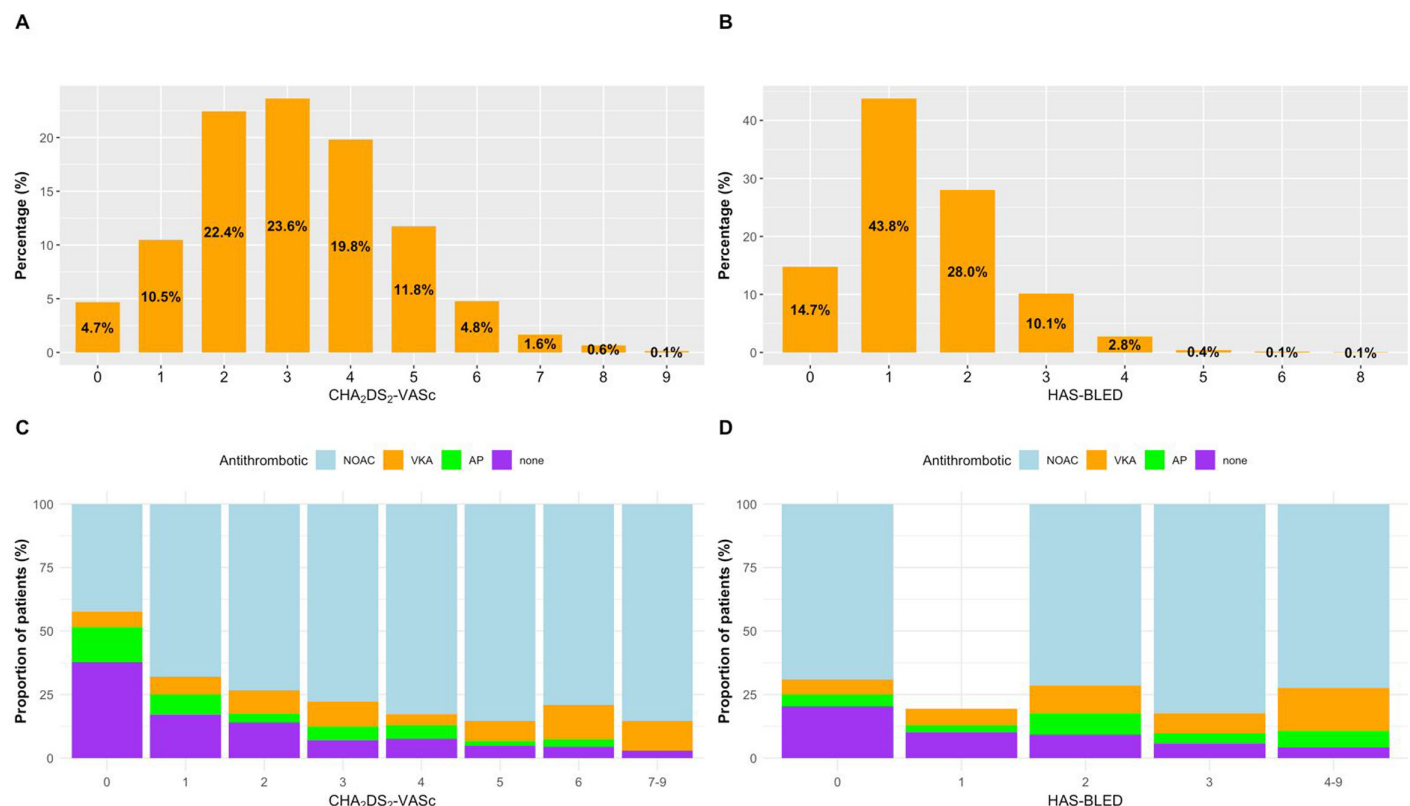 A
Percentage (%)
20
15
10
5
0
4.7%
10.5%
22.4%
23.6%
19.8%
11.8%
4.8%
1.6%
0.6%
0.1%
0 1 2 3 4 5 6 7 8 9
CHA₂DS₂-VASc
B
Percentage (%)
40
30
20
10
0
14.7%
43.8%
28.0%
10.1%
2.8%
0.4%
0.1%
0.1%
0 1 2 3 4 5 6 8
HAS-BLED
C
Antithrombotic NOAC VKA AP none
Proportion of patients (%)
100
75
50
25
0
0 1 2 3 4 5 6 7-9
CHA₂DS₂-VASc
D
Antithrombotic NOAC VKA AP none
Proportion of patients (%)
100
75
50
25
0
0 1 2 3 4-9
HAS-BLED